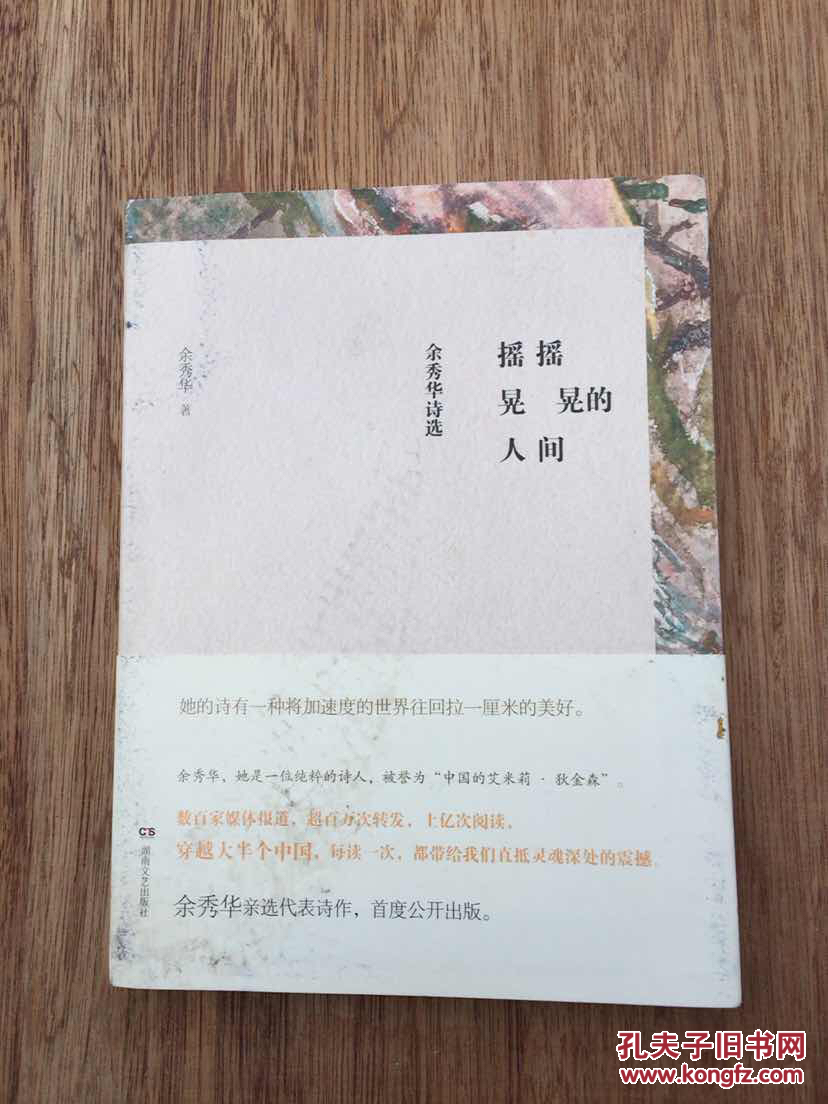 摇摇
晃晃的
人间
余秀华诗选
余秀华 著
她的诗有一种将加速度的世界往回拉一厘米的美好。
余秀华，她是一位纯粹的诗人，被誉为“中国的艾米莉·狄金森”。
数百家媒体报道，超百万次转发，上亿次阅读，
穿越大半个中国，每读一次，都带给我们直抵灵魂深处的震撼。
余秀华亲选代表诗作，首度公开出版。
CS
湖南文艺出版社
孔夫子旧书网
www.kongfz.com